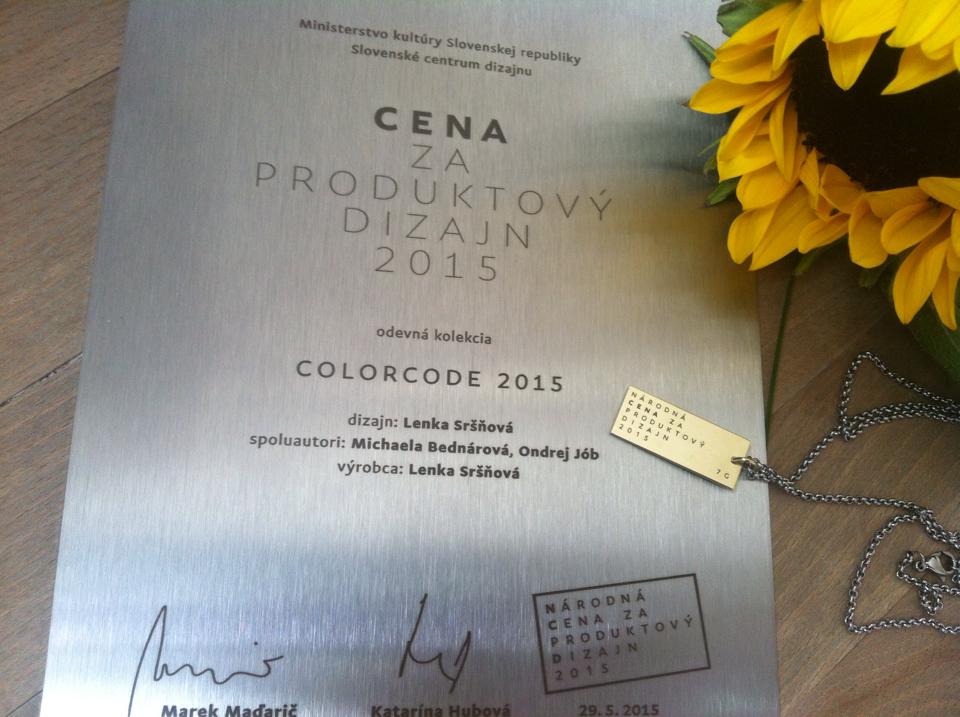 Ministerstvo kultúry Slovenskej republiky
Slovenské centrum dizajnu
CENA
ZA
PRODUKTOVÝ
DIZAJN
2015
odevná kolekcia
COLORCODE 2015
dizajn: Lenka Sršňová
spoluautori: Michaela Bednárová, Ondrej Jób
výrobca: Lenka Sršňová
NÁRODNÁ
CENA ZA
PRODUKTOVÝ
DIZAJN
2015
7 G
NÁRODNÁ
CENA ZA
PRODUKTOVÝ
DIZAJN
2015
Marek Maďarič
Katarína Hubová
29. 5. 2015